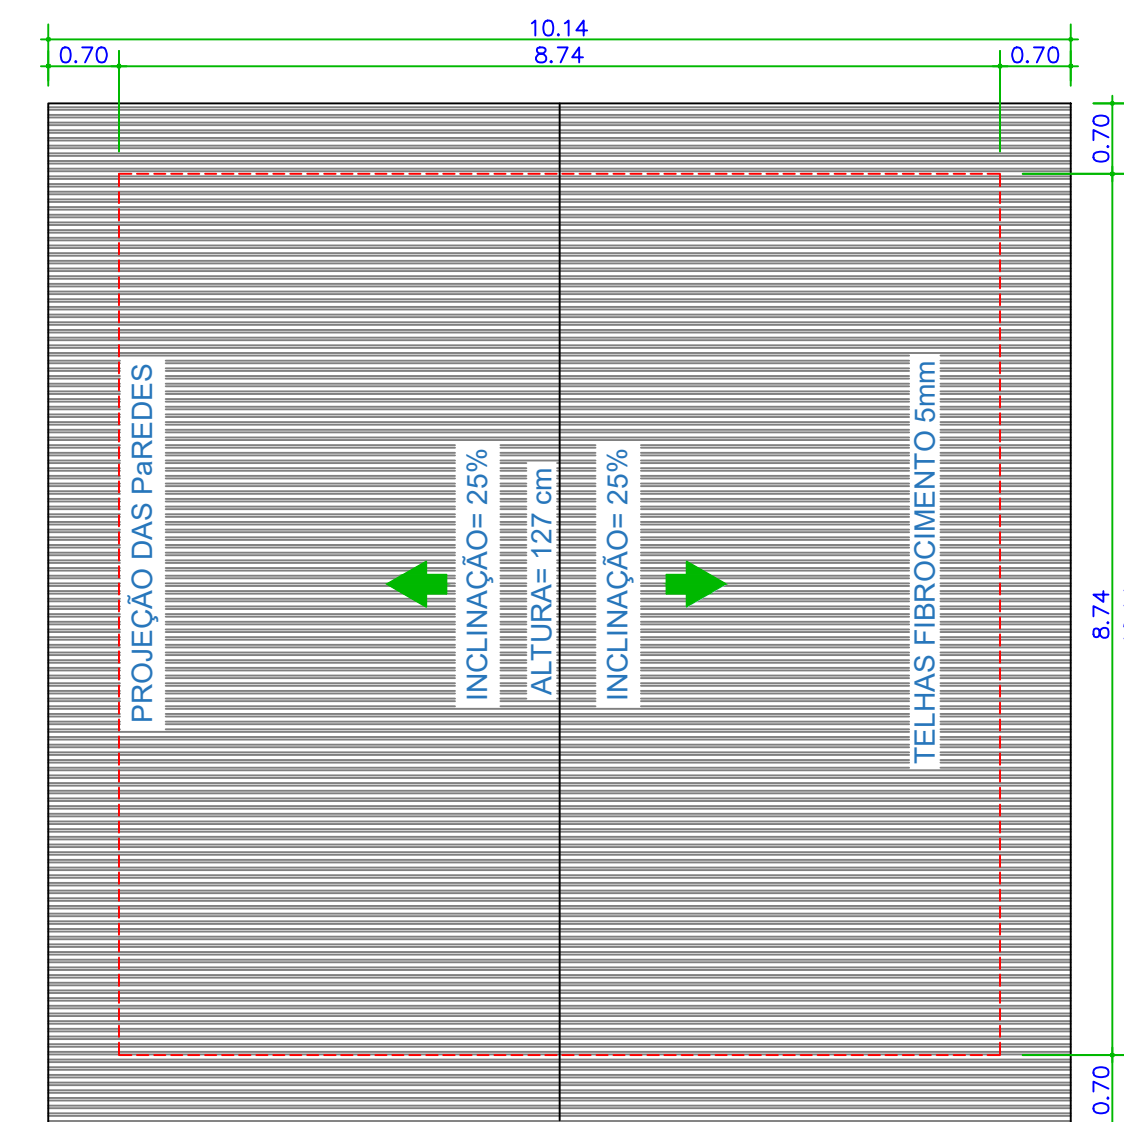 10.14
0.70
8.74
0.70
0.70
PROJEÇÃO DAS PaREDES
INCLINAÇÃO= 25%
ALTURA= 127 cm
INCLINAÇÃO= 25%
TELHAS FIBROCIMENTO 5mm
8.74
0.70